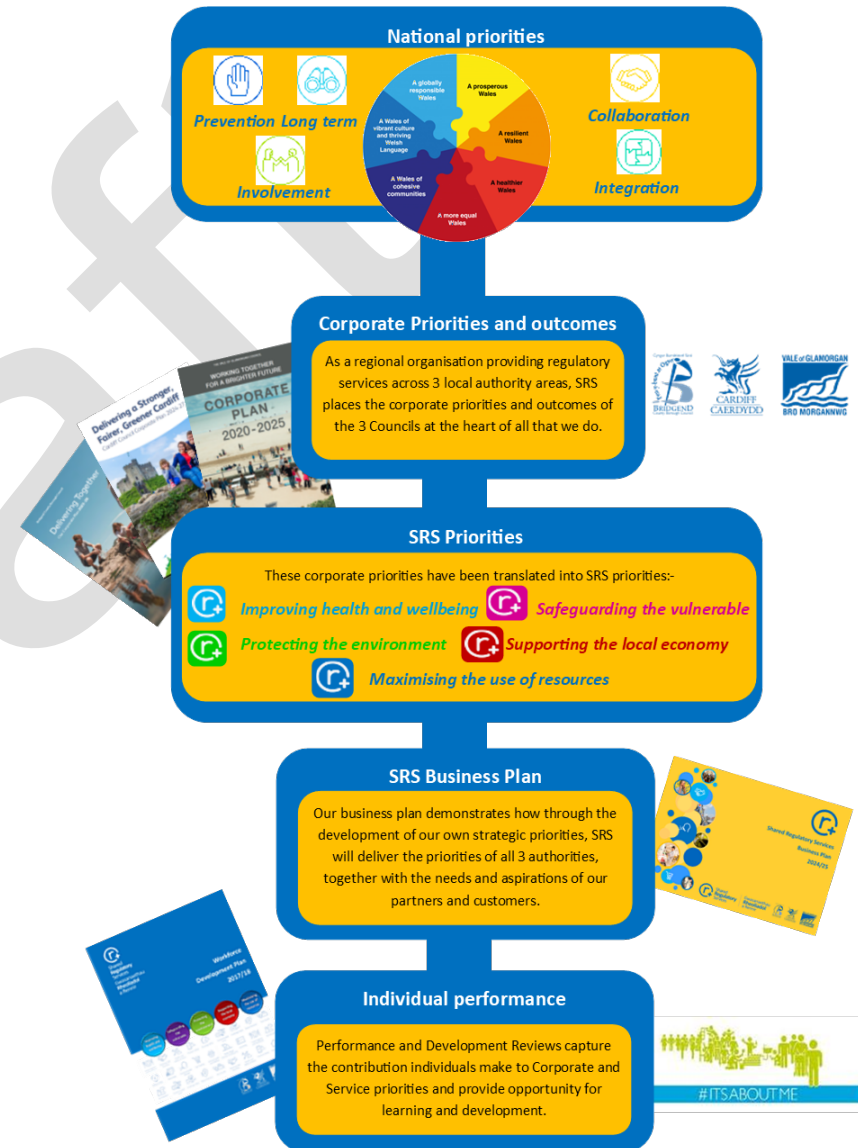 National priorities
Prevention
Long term
Involvement
A globally
responsible
Wales
A prosperous
Wales
A Wales of
vibrant culture
and thriving
Welsh
Language
A resilient
Wales
A Wales of
cohesive
communities
A healthier
Wales
A more equal
Wales
Collaboration
Integration
Corporate Priorities and outcomes
As a regional organisation providing regulatory
services across 3 local authority areas, SRS
places the corporate priorities and outcomes of
the 3 Councils at the heart of all that we do.
BRIDGEND
CARDIFF
CAERDYDD
VALE of GLAMORGAN
BRO MORGANNWG
Delivering Together
Delivering a Stronger,
Fairer, Greener Cardiff
WORKING TOGETHER
FOR A BRIGHTER FUTURE
CORPORATE
PLAN
2020-2025
SRS Priorities
These corporate priorities have been translated into SRS priorities:-
r+ Improving health and wellbeing r+ Safeguarding the vulnerable
r+ Protecting the environment r+ Supporting the local economy
r+ Maximising the use of resources
SRS Business Plan
Our business plan demonstrates how through the
development of our own strategic priorities, SRS
will deliver the priorities of all 3 authorities,
together with the needs and aspirations of our
partners and customers.
r+
Shared Regulatory Services
Business Plan
2024/25
Workforce
Development Plan
2017/18
Individual performance
Performance and Development Reviews capture
the contribution individuals make to Corporate and
Service priorities and provide opportunity for
learning and development.
#ITSABOUTME